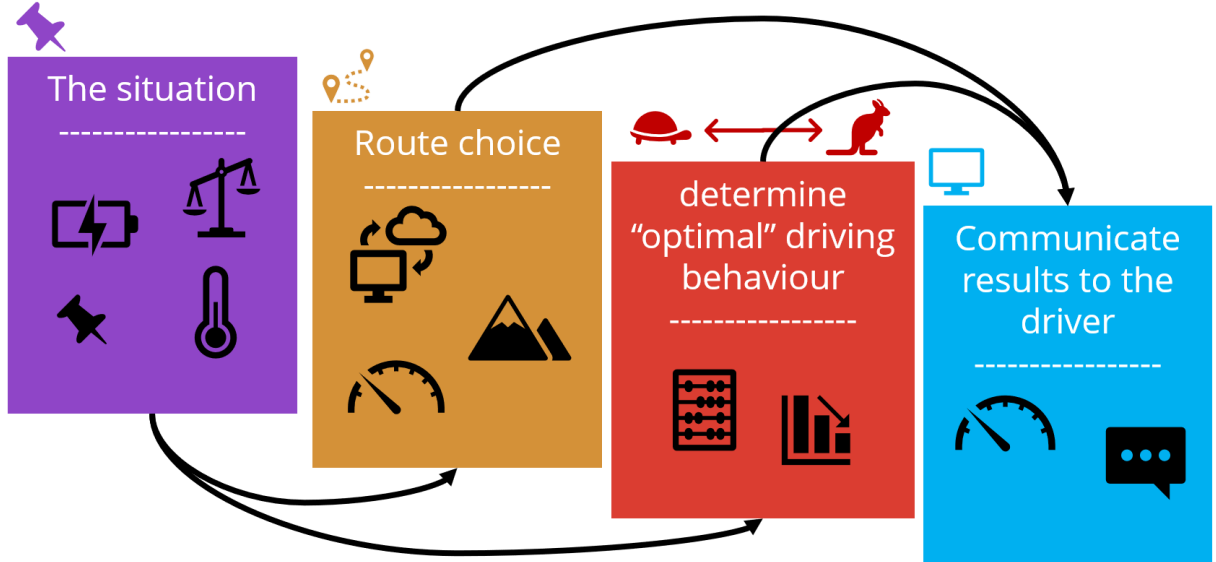 The situation
-----------------
Route choice
-----------------
determine
“optimal” driving
behaviour
-----------------
Communicate
results to the
driver
-----------------